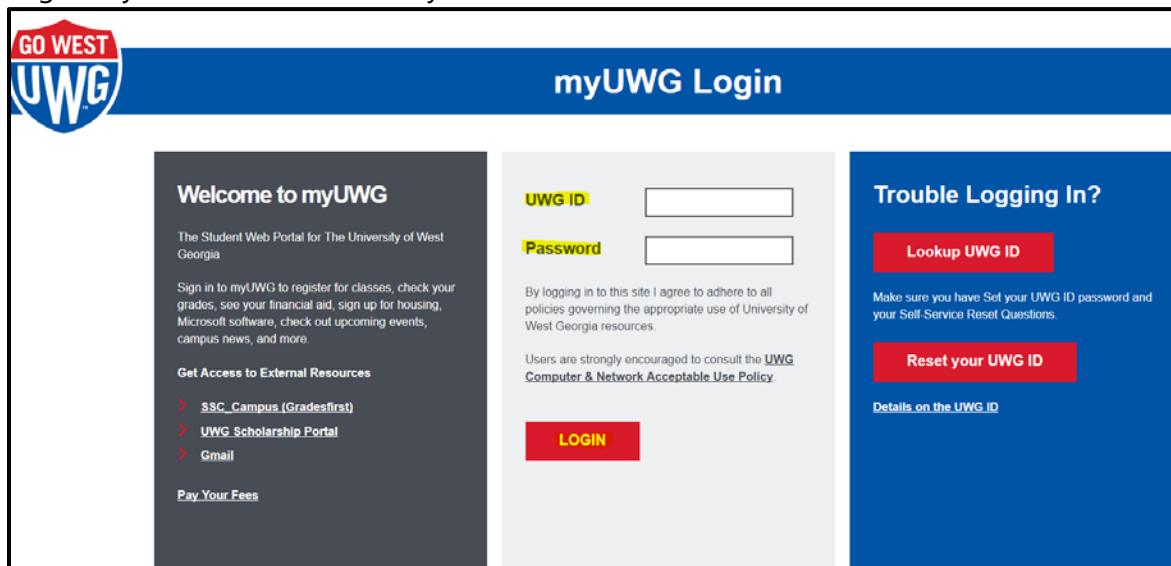 GO WEST
UWG
myUWG Login
Welcome to myUWG
The Student Web Portal for The University of West
Georgia
Sign in to myUWG to register for classes, check your
grades, see your financial aid, sign up for housing,
Microsoft software, check out upcoming events,
campus news, and more.
Get Access to External Resources
SSC_Campus (Gradesfirst)
UWG Scholarship Portal
Gmail
Pay Your Fees
UWG ID
Password
By logging in to this site I agree to adhere to all
policies governing the appropriate use of University of
West Georgia resources.
Users are strongly encouraged to consult the UWG
Computer & Network Acceptable Use Policy.
LOGIN
Trouble Logging In?
Lookup UWG ID
Make sure you have Set your UWG ID password and
your Self-Service Reset Questions.
Reset your UWG ID
Details on the UWG ID